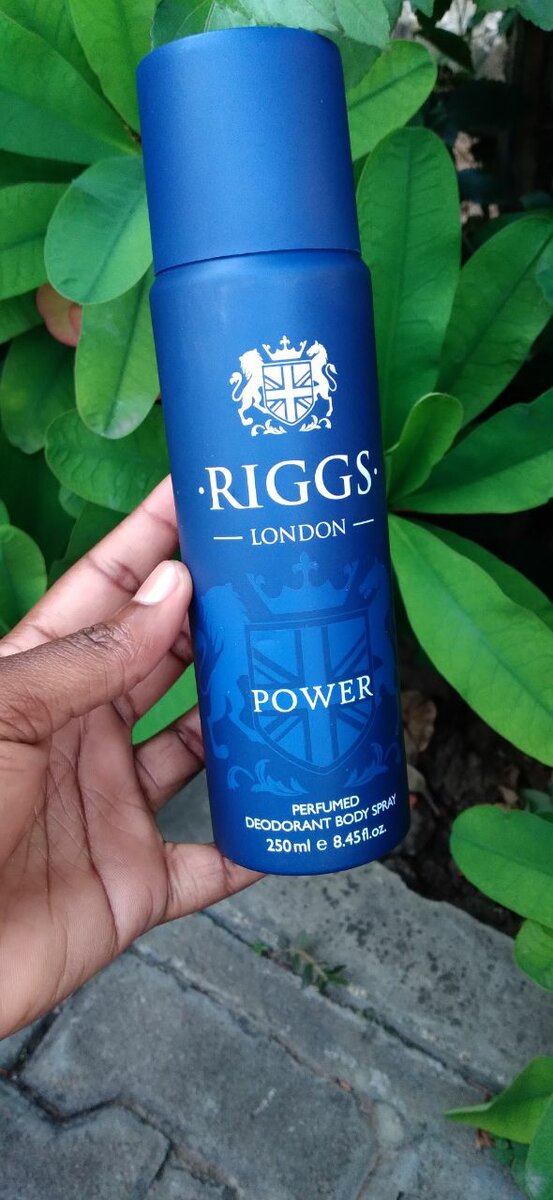 ·RIGGS·
— LONDON —
POWER
PERFUMED
DEODORANT BODY SPRAY
250ml e 8.45fl.oz.